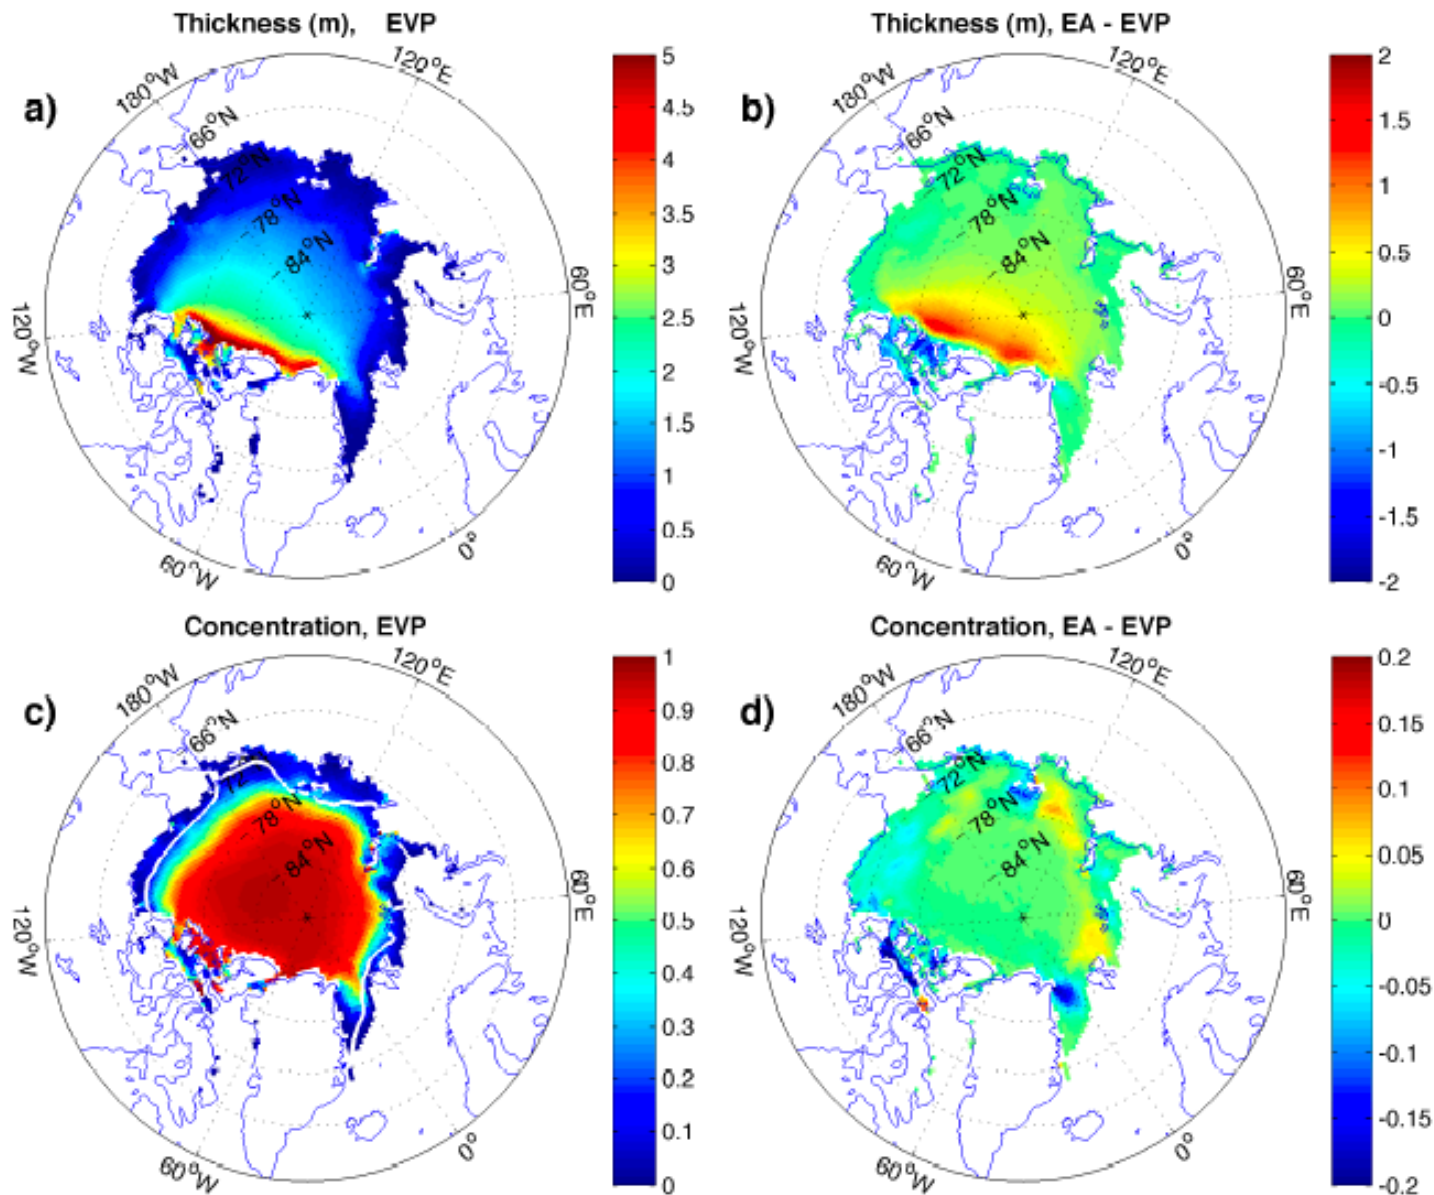 Thickness (m), EVP
a)
180°W
120°E
66°N
72°N
78°N
84°N
60°E
120°W
60°W
0°
5
4.5
4
3.5
3
2.5
2
1.5
1
0.5
0
Thickness (m), EA - EVP
b)
180°W
120°E
66°N
72°N
78°N
84°N
60°E
120°W
60°W
0°
2
1.5
1
0.5
0
-0.5
-1
-1.5
-2
Concentration, EVP
c)
180°W
120°E
66°N
72°
78°N
84°N
60°E
120°W
60°W
0°
1
0.9
0.8
0.7
0.6
0.5
0.4
0.3
0.2
0.1
0
Concentration, EA - EVP
d)
180°W
120°E
66°N
72°N
78°N
84°N
60°E
120°W
60°W
0°
0.2
0.15
0.1
0.05
0
-0.05
-0.1
-0.15
-0.2